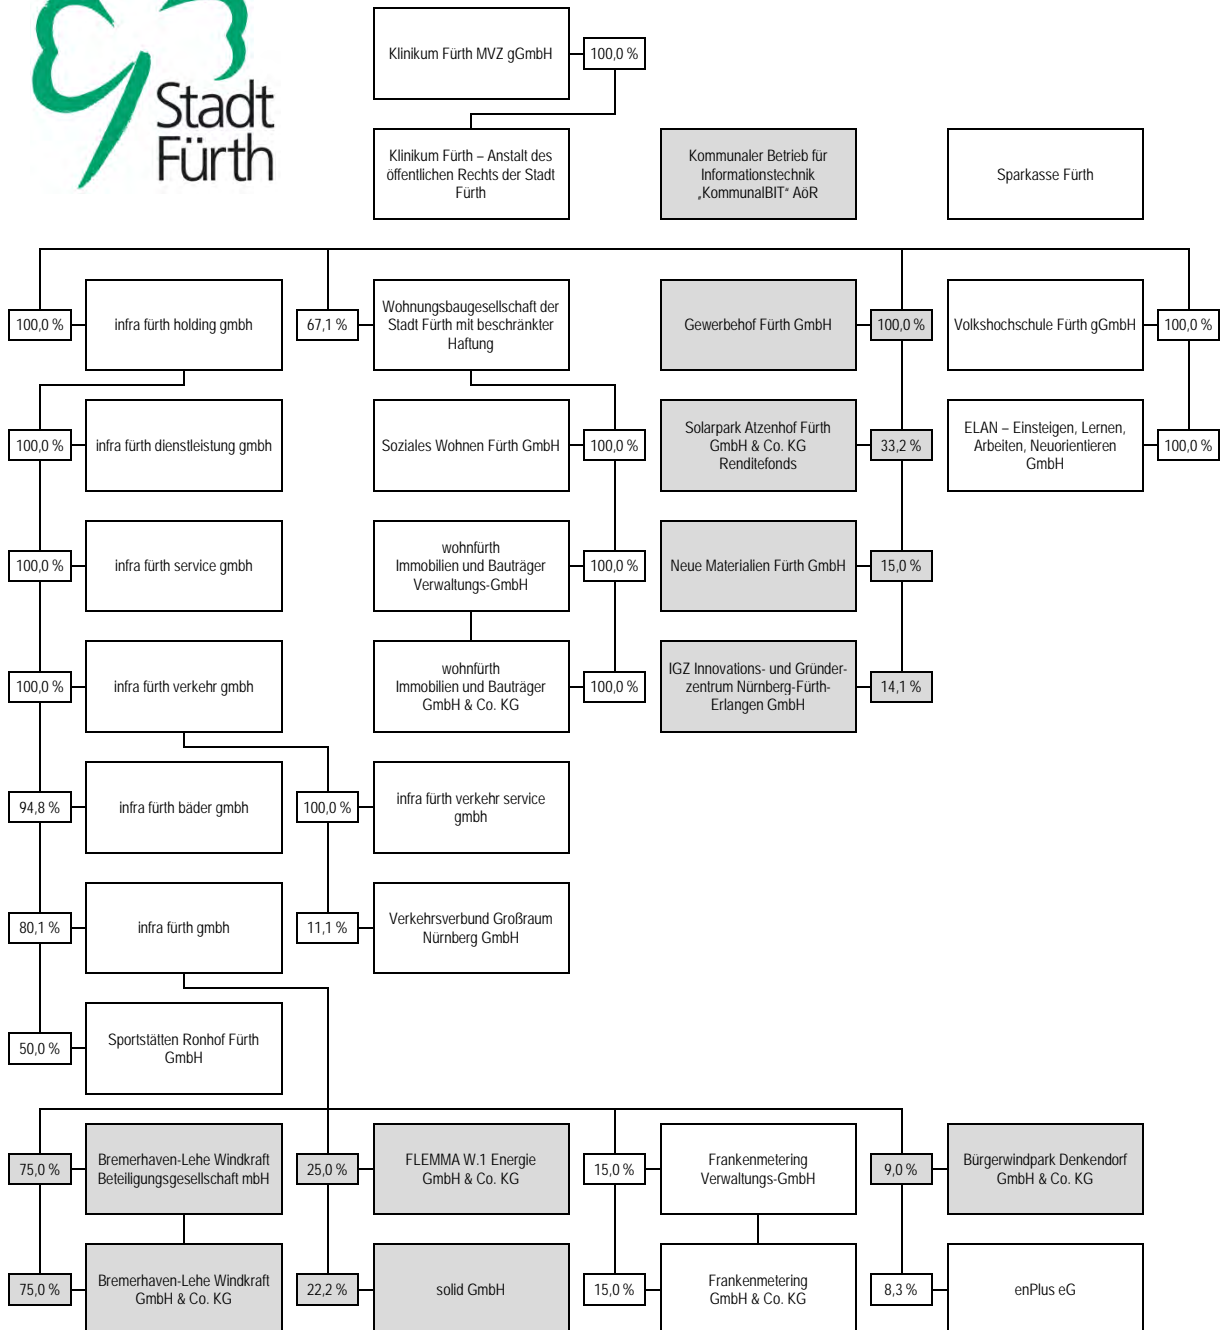 Stadt
Fürth
Klinikum Fürth MVZ gGmbH
100,0 %
Klinikum Fürth – Anstalt des
öffentlichen Rechts der Stadt
Fürth
Kommunaler Betrieb für
Informationstechnik
„KommunalBIT“ AöR
Sparkasse Fürth
100,0 %
infra fürth holding gmbh
67,1 %
Wohnungsbaugesellschaft der
Stadt Fürth mit beschränkter
Haftung
Gewerbehof Fürth GmbH
100,0 %
Volkshochschule Fürth gGmbH
100,0 %
100,0 %
infra fürth dienstleistung gmbh
Soziales Wohnen Fürth GmbH
100,0 %
Solarpark Atzenhof Fürth
GmbH & Co. KG
Renditefonds
33,2 %
ELAN – Einsteigen, Lernen,
Arbeiten, Neuorientieren
GmbH
100,0 %
100,0 %
infra fürth service gmbh
wohnfürth
Immobilien und Bauträger
Verwaltungs-GmbH
100,0 %
Neue Materialien Fürth GmbH
15,0 %
100,0 %
infra fürth verkehr gmbh
wohnfürth
Immobilien und Bauträger
GmbH & Co. KG
100,0 %
IGZ Innovations- und Gründer-
zentrum Nürnberg-Fürth-
Erlangen GmbH
14,1 %
94,8 %
infra fürth bäder gmbh
100,0 %
infra fürth verkehr service
gmbh
80,1 %
infra fürth gmbh
11,1 %
Verkehrsverbund Großraum
Nürnberg GmbH
50,0 %
Sportstätten Ronhof Fürth
GmbH
75,0 %
Bremerhaven-Lehe Windkraft
Beteiligungsgesellschaft mbH
25,0 %
FLEMMA W.1 Energie
GmbH & Co. KG
15,0 %
Frankenmetering
Verwaltungs-GmbH
9,0 %
Bürgerwindpark Denkendorf
GmbH & Co. KG
75,0 %
Bremerhaven-Lehe Windkraft
GmbH & Co. KG
22,2 %
solid GmbH
15,0 %
Frankenmetering
GmbH & Co. KG
8,3 %
enPlus eG